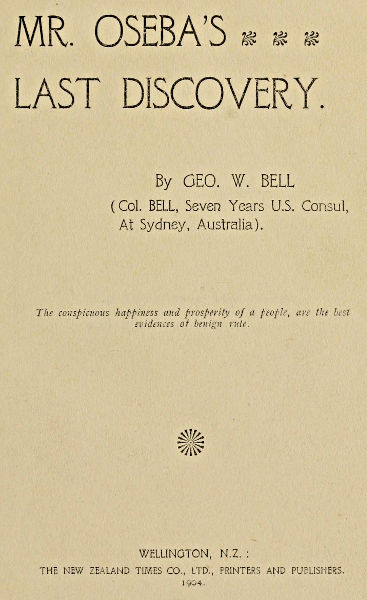 MR. OSEBA'S
LAST DISCOVERY.
By GEO. W. BELL
(Col. BELL, Seven Years U.S. Consul,
At Sydney, Australia).
The conspicuous happiness and prosperity of a people, are the best
evidences of benign rule.
WELLINGTON, N.Z. :
THE NEW ZEALAND TIMES CO., LTD., PRINTERS AND PUBLISHERS.
1904.